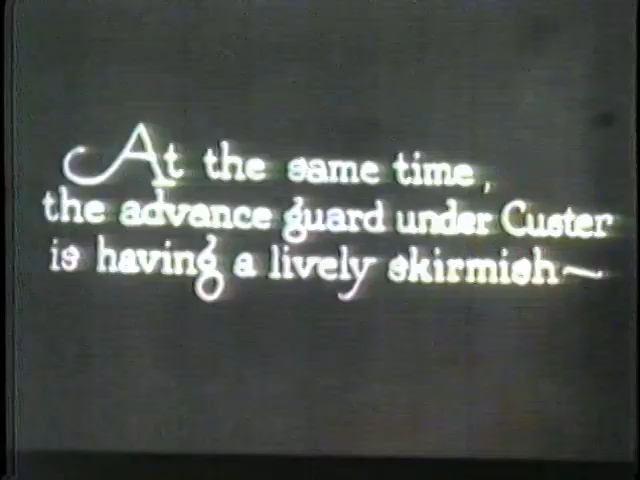 At the same time,
the advance guard under Custer
is having a lively skirmish~